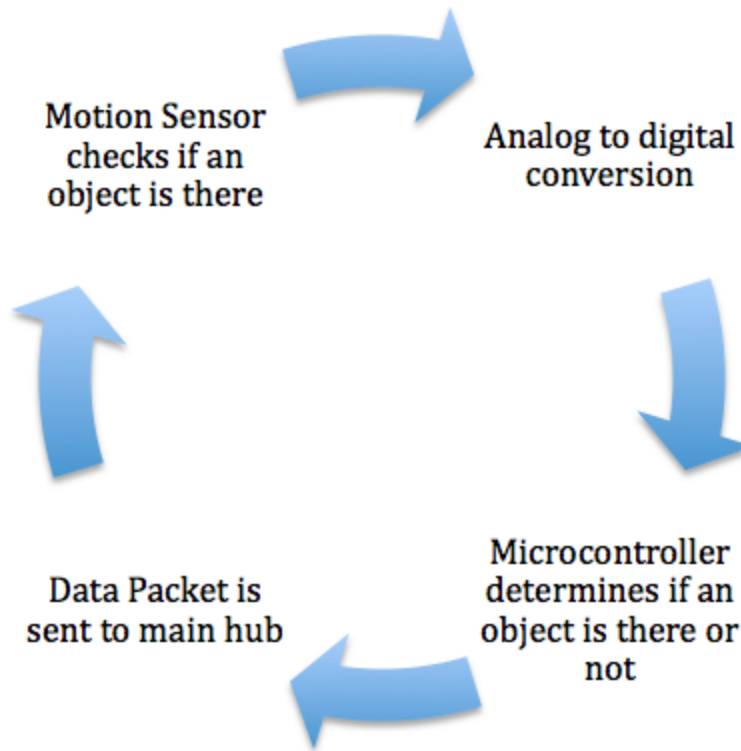 Motion Sensor
checks if an
object is there
Analog to digital
conversion
Microcontroller
determines if an
object is there or
not
Data Packet is
sent to main hub